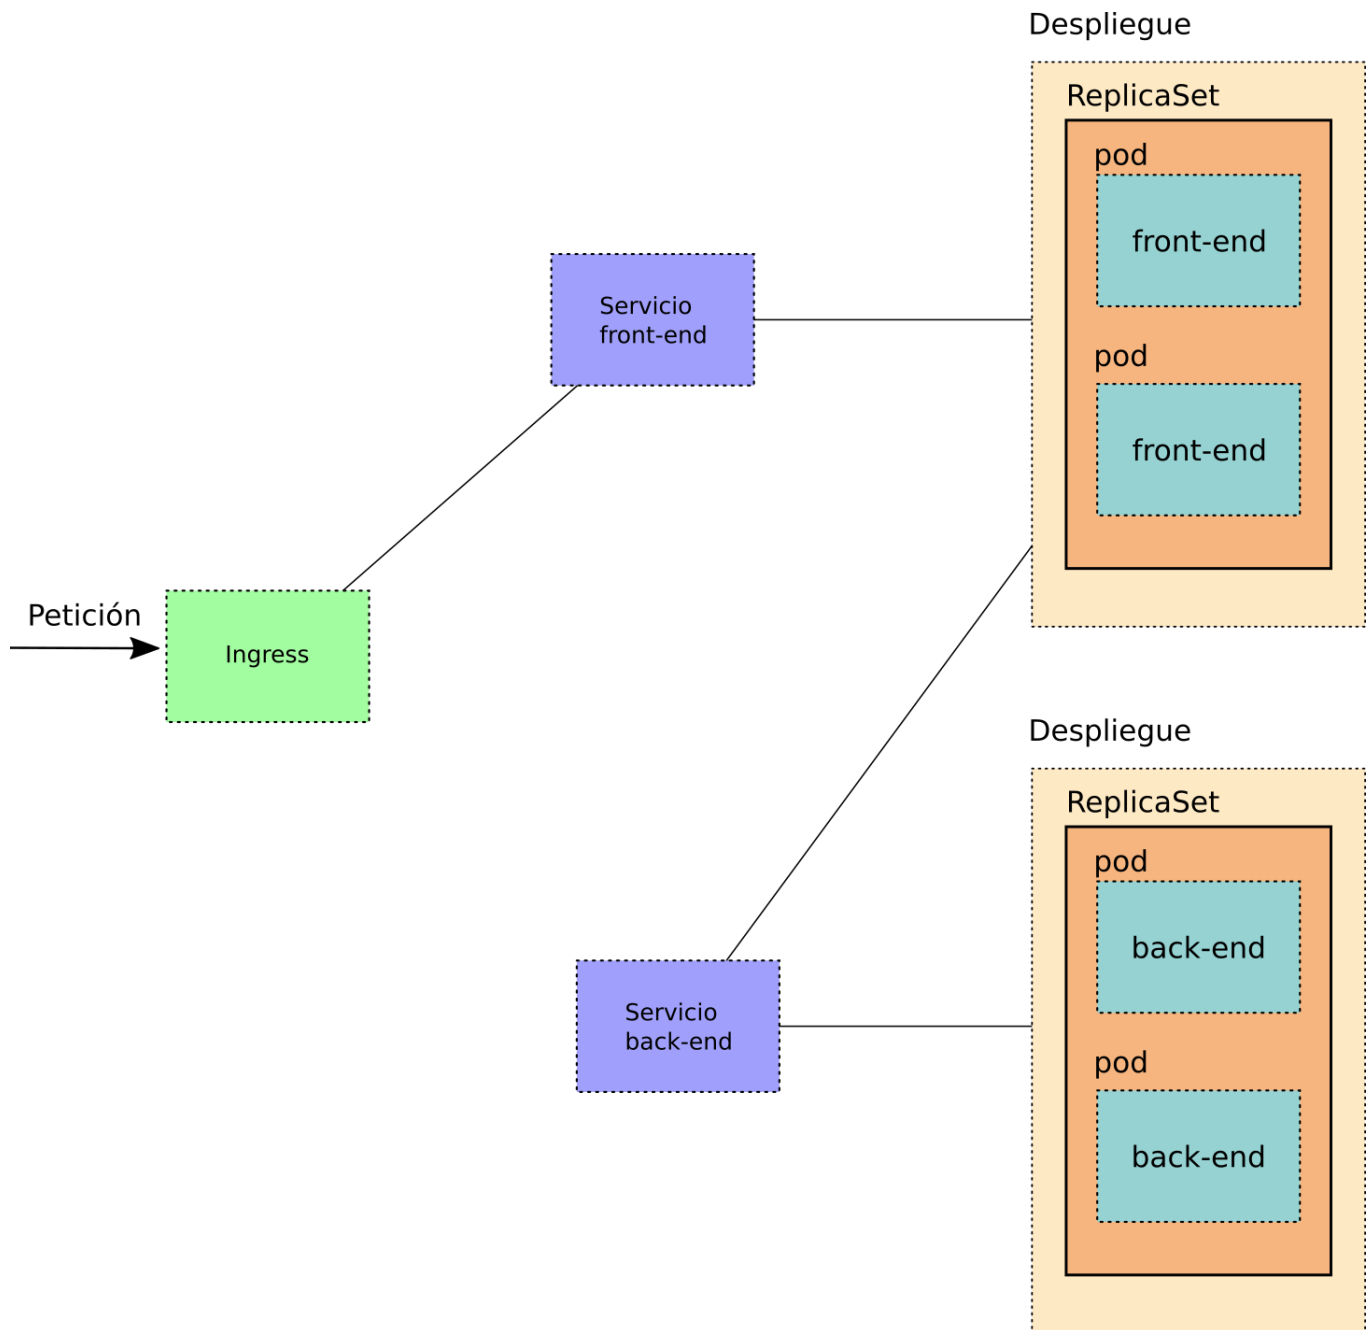 Despliegue
ReplicaSet
pod
front-end
Servicio
front-end
pod
front-end
Petición
Ingress
Despliegue
ReplicaSet
pod
back-end
Servicio
back-end
pod
back-end